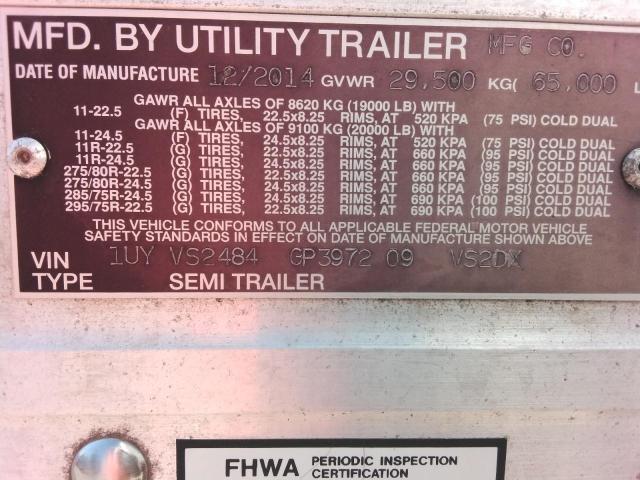 MFD. BY UTILITY TRAILER MFG CO.
DATE OF MANUFACTURE 12/2014 GVWR 29,500 KG( 65,000 L
GAWR ALL AXLES OF 8620 KG (19000 LB) WITH
11-22.5 (F) TIRES, 22.5x8.25 RIMS, AT 520 KPA (75 PSI) COLD DUAL
GAWR ALL AXLES OF 9100 KG (20000 LB) WITH
11-24.5 (F) TIRES, 24.5x8.25 RIMS, AT 520 KPA (75 PSI) COLD DUAL
11R-22.5 (G) TIRES, 22.5x8.25 RIMS, AT 660 KPA (95 PSI) COLD DUAL
11R-24.5 (G) TIRES, 24.5x8.25 RIMS, AT 660 KPA (95 PSI) COLD DUAL
275/80R-22.5 (G) TIRES, 22.5x8.25 RIMS, AT 660 KPA (95 PSI) COLD DUAL
275/80R-24.5 (G) TIRES, 24.5x8.25 RIMS, AT 660 KPA (95 PSI) COLD DUAL
285/75R-24.5 (G) TIRES, 24.5x8.25 RIMS, AT 690 KPA (100 PSI) COLD DUAL
295/75R-22.5 (G) TIRES, 22.5x8.25 RIMS, AT 690 KPA (100 PSI) COLD DUAL
THIS VEHICLE CONFORMS TO ALL APPLICABLE FEDERAL MOTOR VEHICLE
SAFETY STANDARDS IN EFFECT ON DATE OF MANUFACTURE SHOWN ABOVE
VIN 1UY VS2484 GP3972 09 VS2DX
TYPE SEMI TRAILER
FHWA PERIODIC INSPECTION
CERTIFICATION